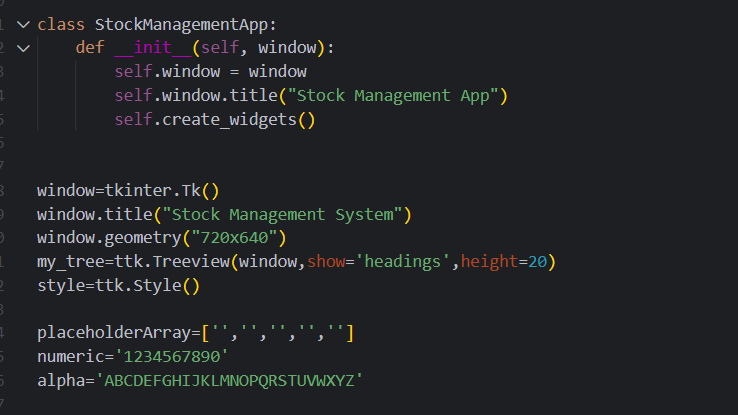 class StockManagementApp:
    def __init__(self, window):
        self.window = window
        self.window.title("Stock Management App")
        self.create_widgets()
window=tkinter.Tk()
window.title("Stock Management System")
window.geometry("720x640")
my_tree=ttk.Treeview(window,show='headings',height=20)
style=ttk.Style()
placeholderArray=['','','','','']
numeric='1234567890'
alpha='ABCDEFGHIJKLMNOPQRSTUVWXYZ'